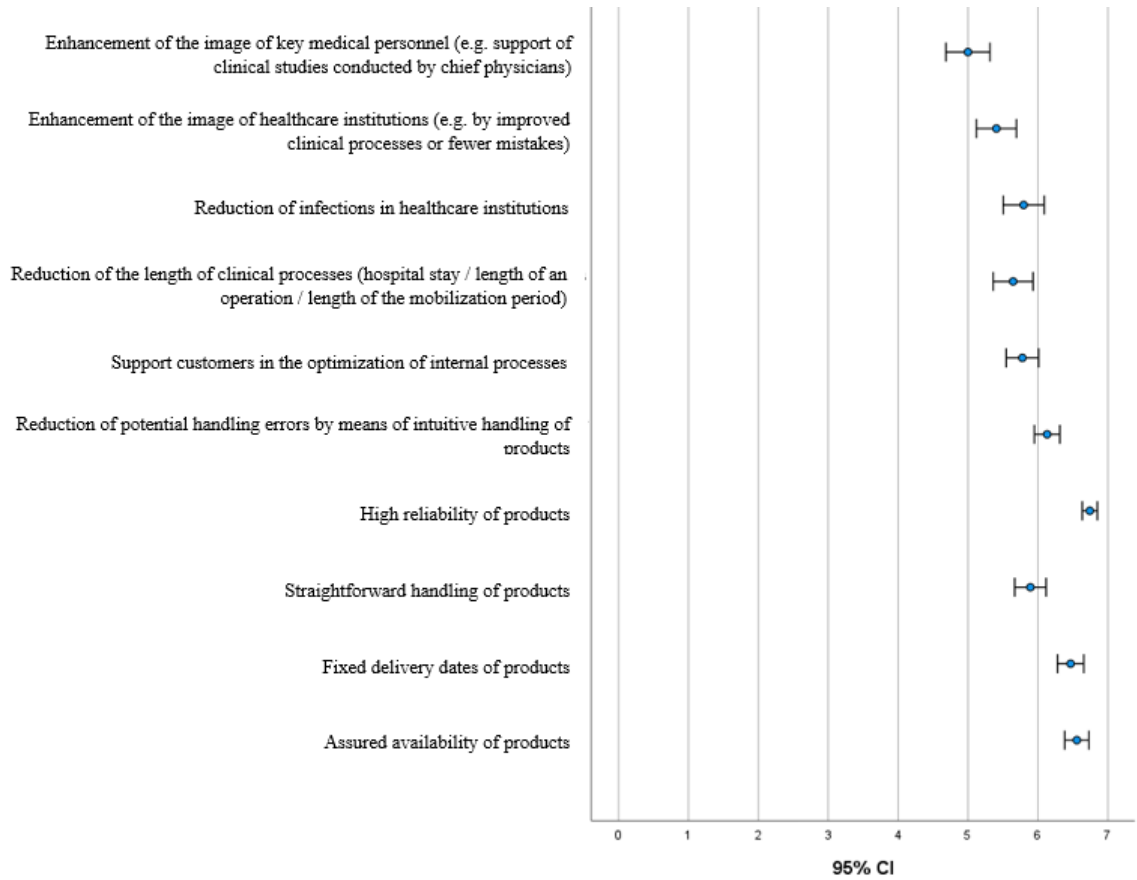 Enhancement of the image of key medical personnel (e.g. support of
clinical studies conducted by chief physicians)
Enhancement of the image of healthcare institutions (e.g. by improved
clinical processes or fewer mistakes)
Reduction of infections in healthcare institutions
Reduction of the length of clinical processes (hospital stay / length of an
operation / length of the mobilization period)
Support customers in the optimization of internal processes
Reduction of potential handling errors by means of intuitive handling of
products
High reliability of products
Straightforward handling of products
Fixed delivery dates of products
Assured availability of products
0 1 2 3 4 5 6 7
95% CI